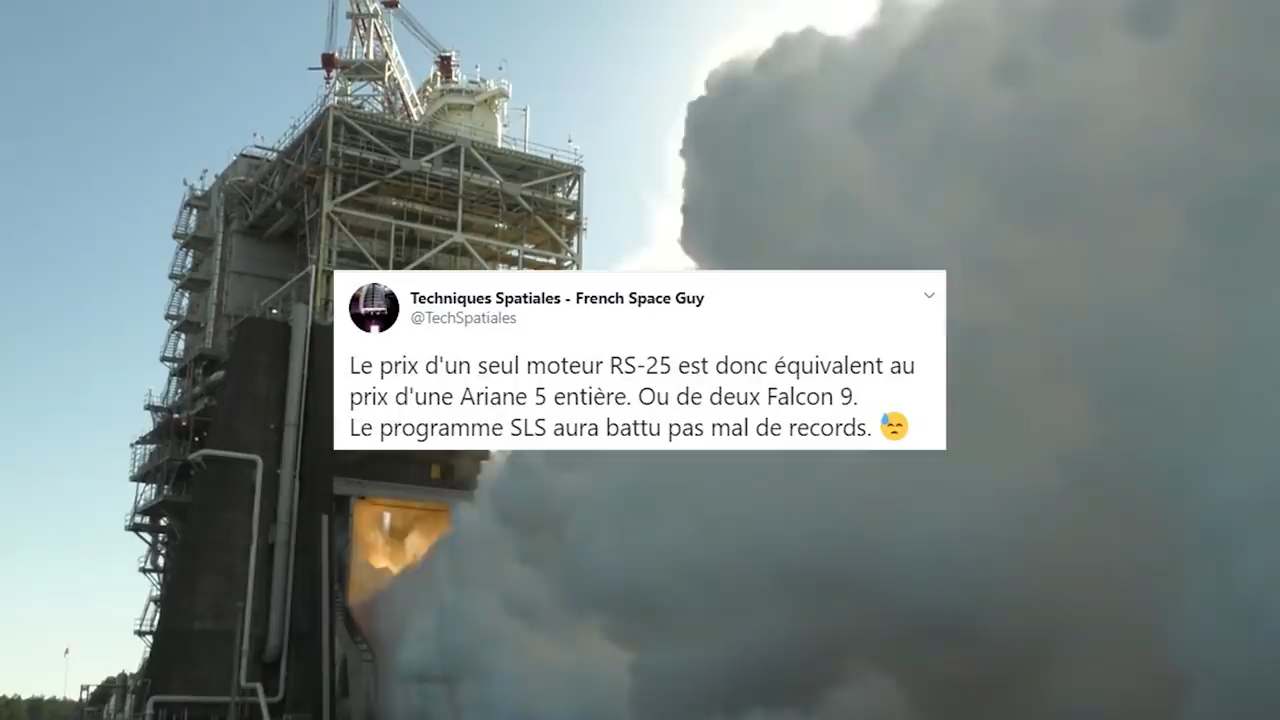 Techniques Spatiales - French Space Guy
@TechSpatiales
Le prix d'un seul moteur RS-25 est donc équivalent au
prix d'une Ariane 5 entière. Ou de deux Falcon 9.
Le programme SLS aura battu pas mal de records. 😓